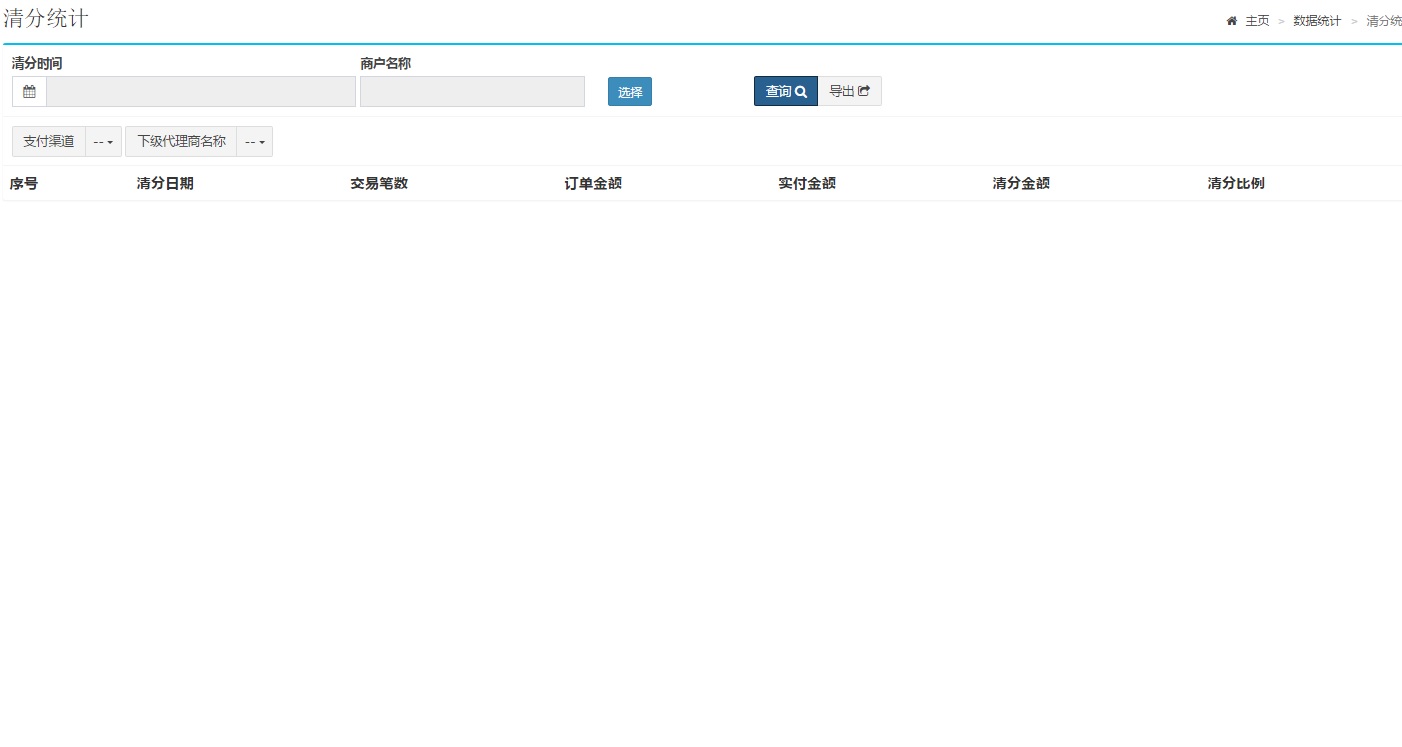 清分统计
主页 > 数据统计 > 清分统
清分时间 商户名称
选择 查询 导出
支付渠道 -- 下级代理商名称 --
序号 清分日期 交易笔数 订单金额 实付金额 清分金额 清分比例